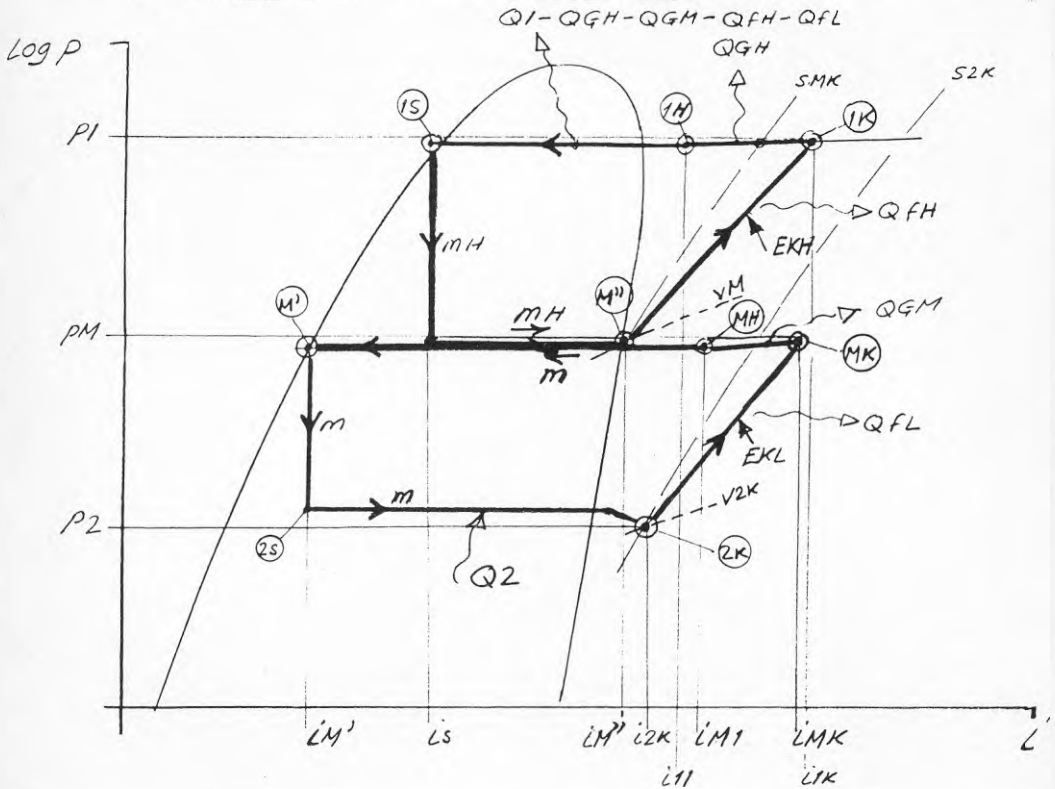 Q1-QGH-QGM-QfH-QfL
QGH
Log P
SMK
S2K
1S
1H
1K
P1
QfH
mH
EKH
M'
M"
vM
mH
MH
QGM
PM
m
MK
m
QfL
EKL
m
v2K
P2
2S
2K
Q2
iM' is iM" i2K iM1 iMK i
i11 i1K